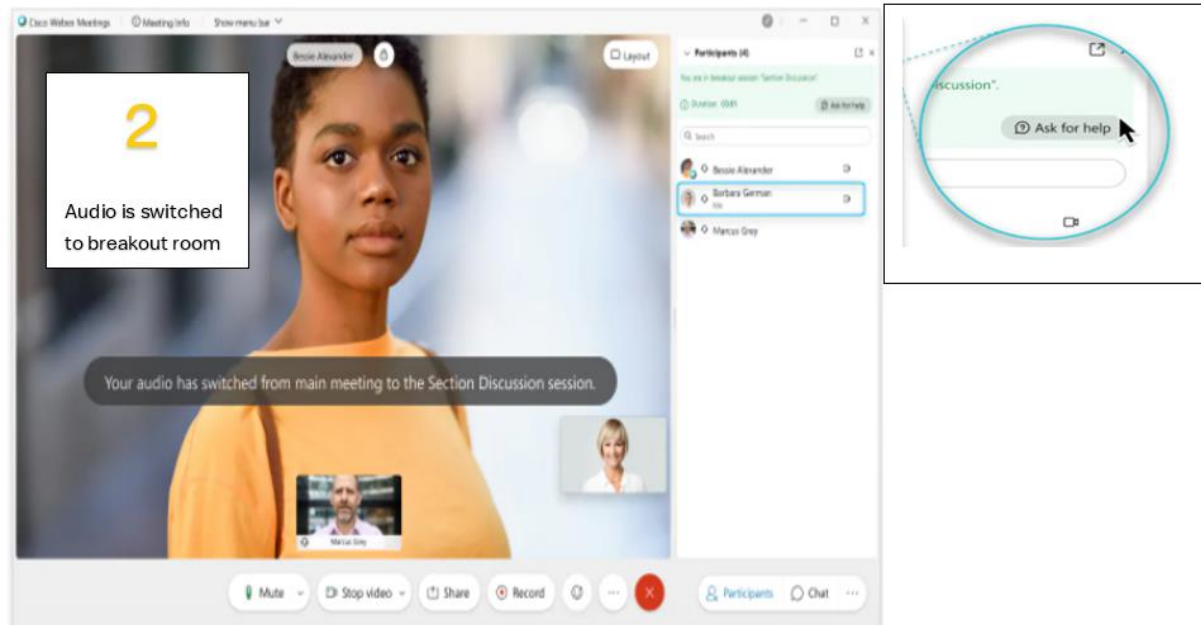 Cisco Webex Meetings Meeting Info Show menu bar
Bessie Alexander
Layout
2
Audio is switched
to breakout room
Your audio has switched from main meeting to the Section Discussion session.
Marcus Grey
Participants (4)
You are in breakout session "Section Discussion".
Duration: 
Ask for help
Search
Bessie Alexander
Barbara German
Me
Marcus Grey
Mute Stop video Share Record
Participants Chat
iscussion".
Ask for help